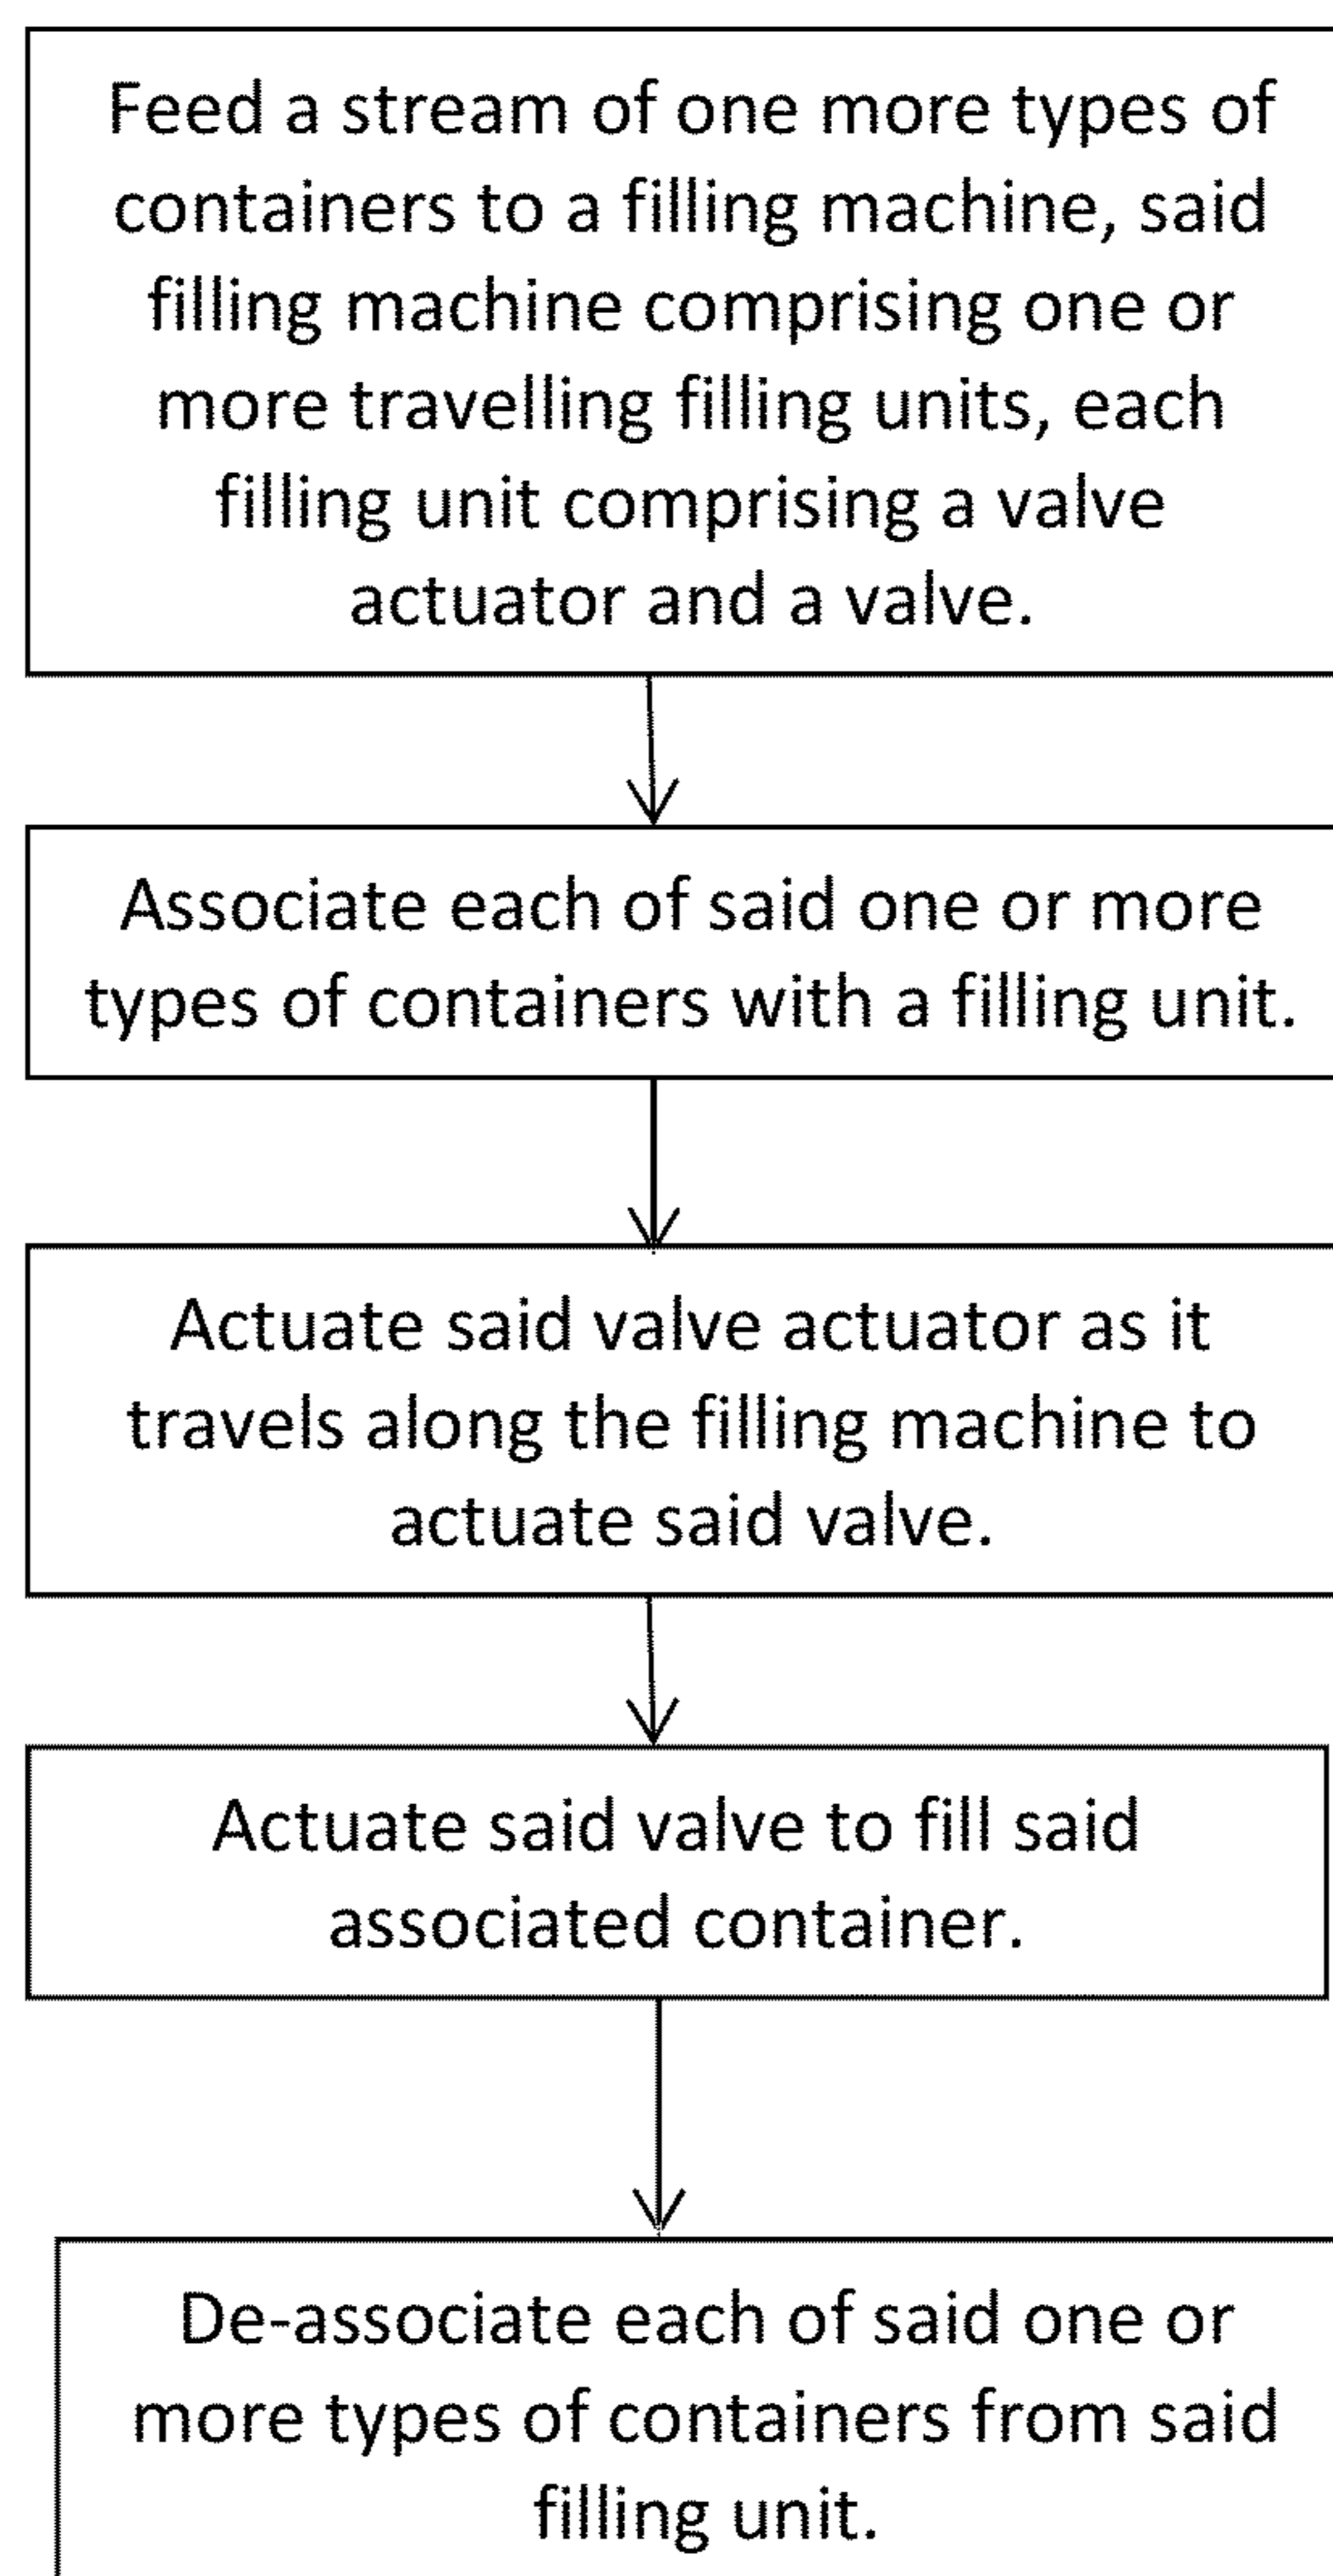 Feed a stream of one more types of
containers to a filling machine, said
filling machine comprising one or
more travelling filling units, each
filling unit comprising a valve
actuator and a valve.
Associate each of said one or more
types of containers with a filling unit.
Actuate said valve actuator as it
travels along the filling machine to
actuate said valve.
Actuate said valve to fill said
associated container.
De-associate each of said one or
more types of containers from said
filling unit.